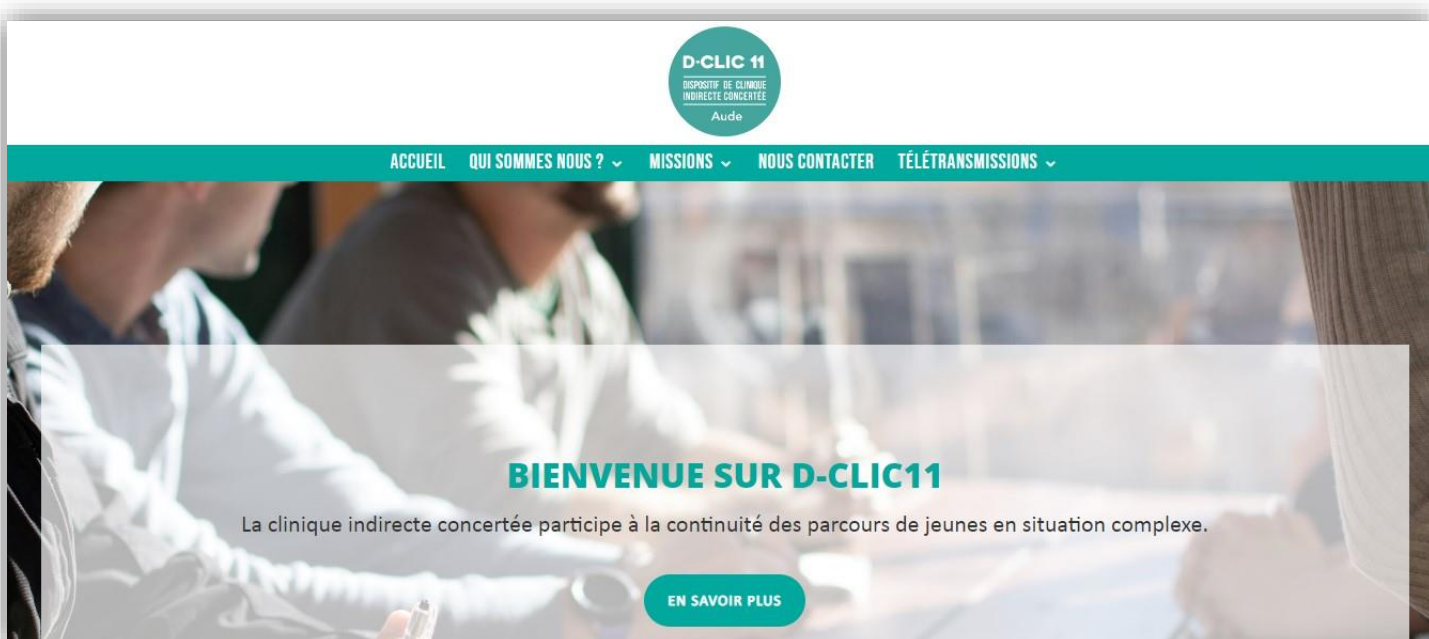 D-CLIC 11
DISPOSITIF DE CLINIQUE
INDIRECTE CONCERTÉE
Aude
ACCUEIL QUI SOMMES NOUS ? MISSIONS NOUS CONTACTER TÉLÉTRANSMISSIONS
BIENVENUE SUR D-CLIC11
La clinique indirecte concertée participe à la continuité des parcours de jeunes en situation complexe.
EN SAVOIR PLUS